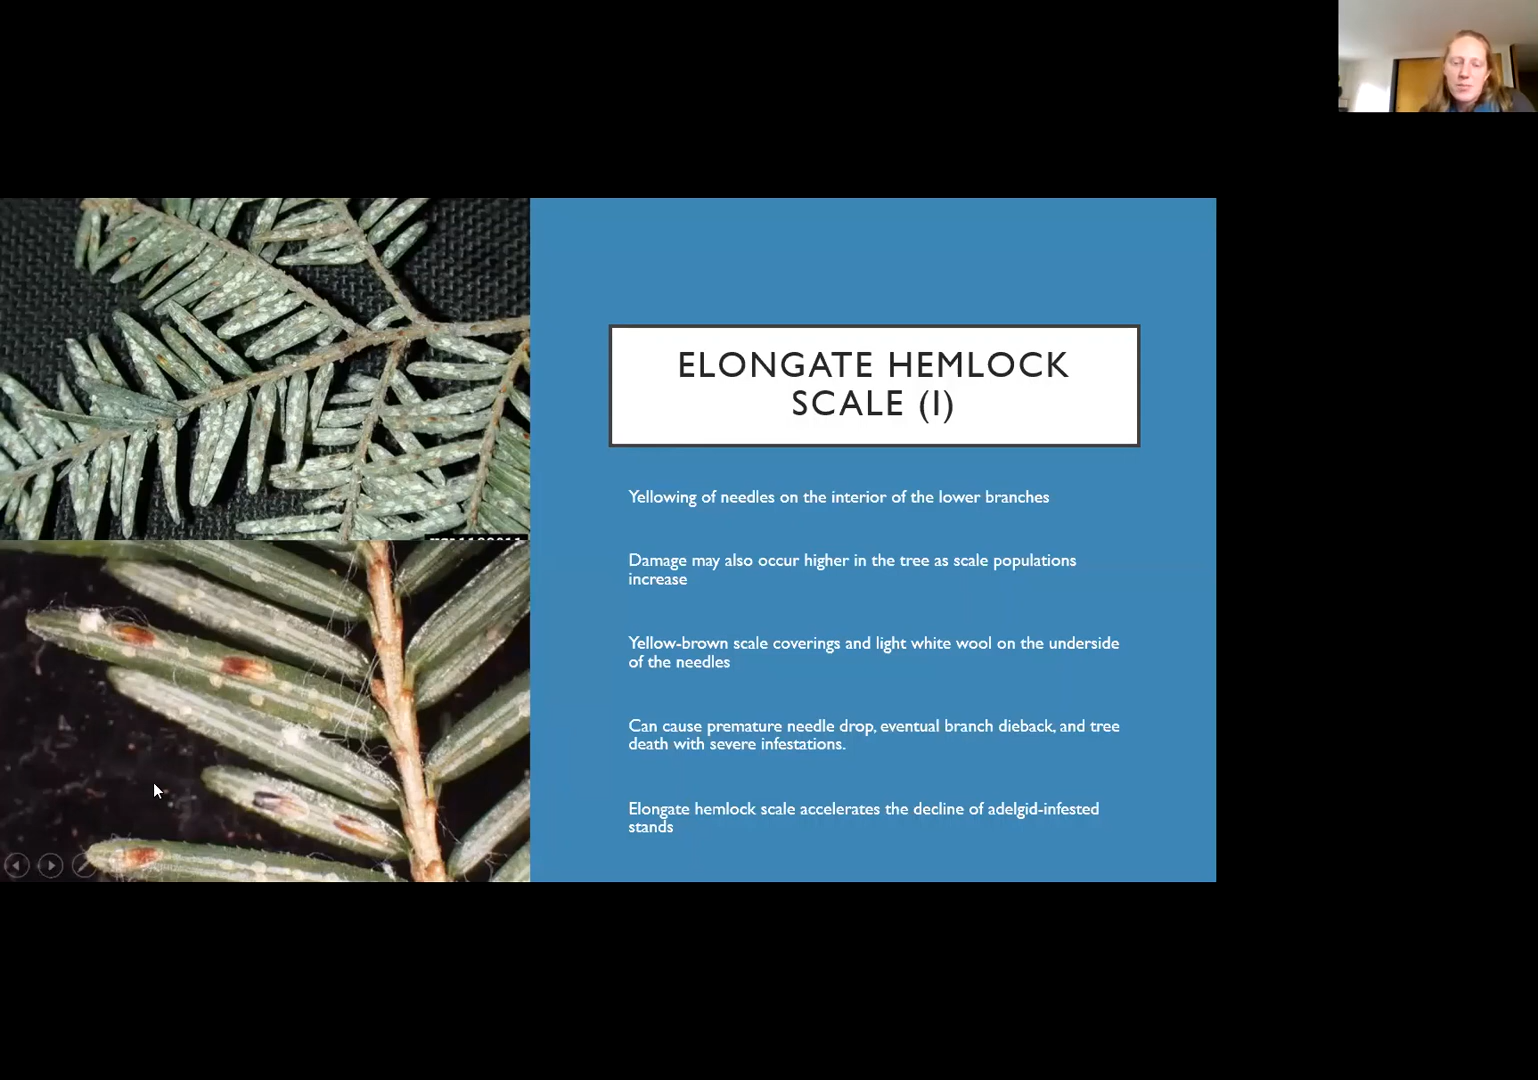 ELONGATE HEMLOCK
SCALE (I)
Yellowing of needles on the interior of the lower branches
Damage may also occur higher in the tree as scale populations
increase
Yellow-brown scale coverings and light white wool on the underside
of the needles
Can cause premature needle drop, eventual branch dieback, and tree
death with severe infestations.
Elongate hemlock scale accelerates the decline of adelgid-infested
stands